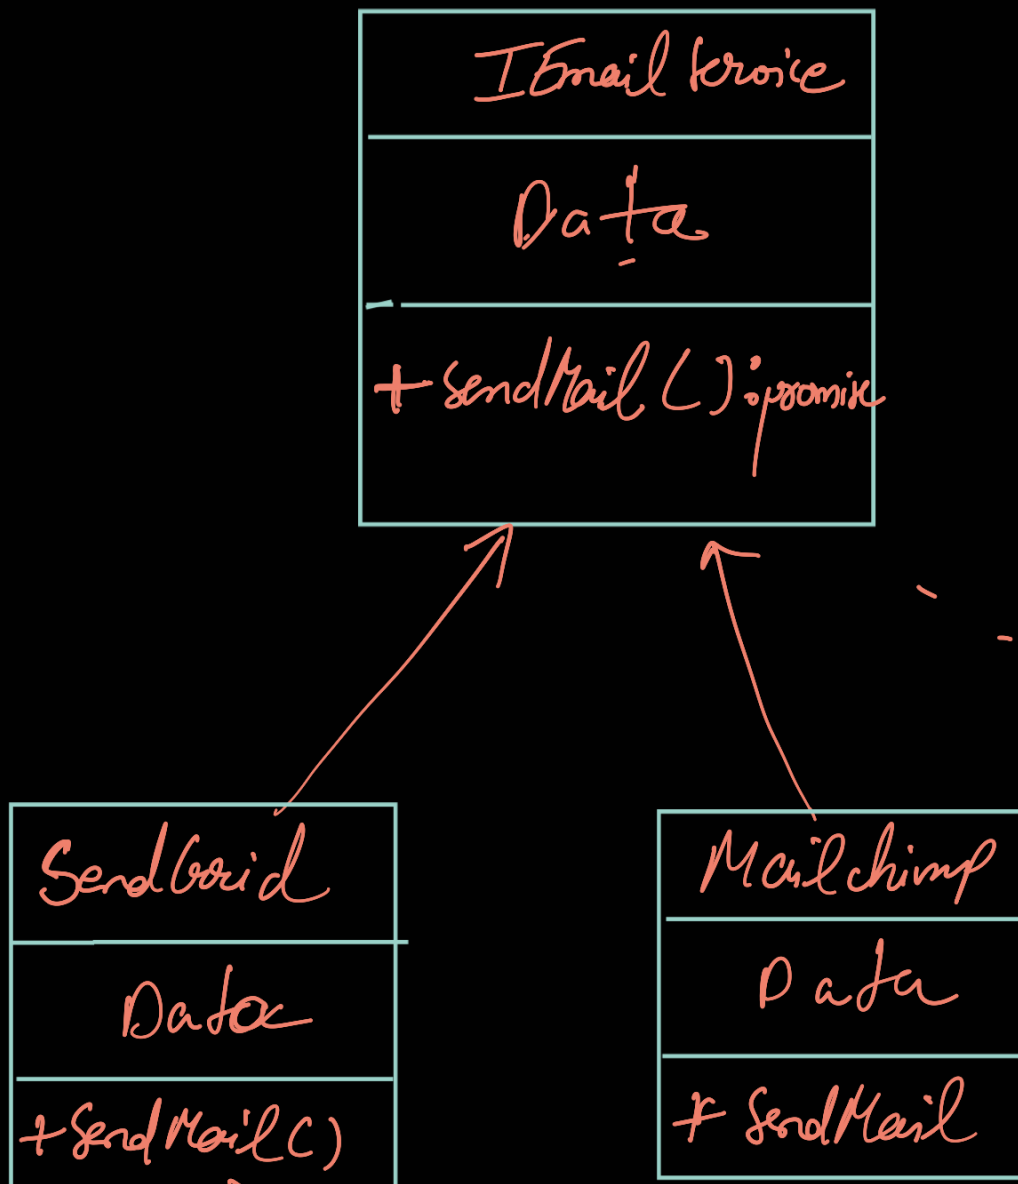 IEmail Service
Data
+ SendMail ( ) : promise
SendGrid
Data
+ SendMail ( )
Mailchimp
Data
+ SendMail